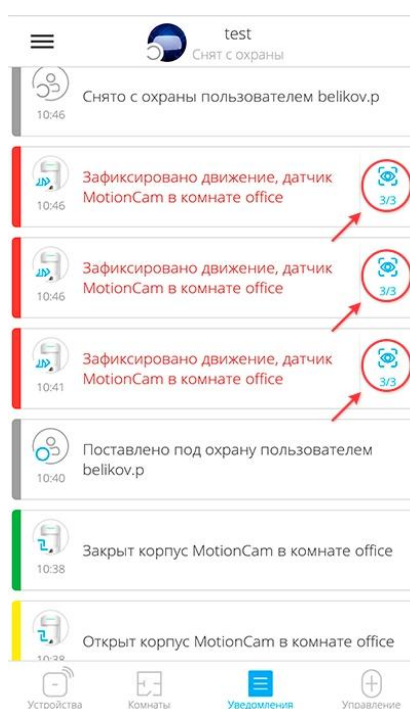 test
Снят с охраны
Снято с охраны пользователем belikov.p
10:46
Зафиксировано движение, датчик
MotionCam в комнате office
10:46
3/3
Зафиксировано движение, датчик
MotionCam в комнате office
10:46
3/3
Зафиксировано движение, датчик
MotionCam в комнате office
10:41
3/3
Поставлено под охрану пользователем
belikov.p
10:40
Закрыт корпус MotionCam в комнате office
10:38
Открыт корпус MotionCam в комнате office
10:38
Устройства
Комнаты
Уведомления
Управление